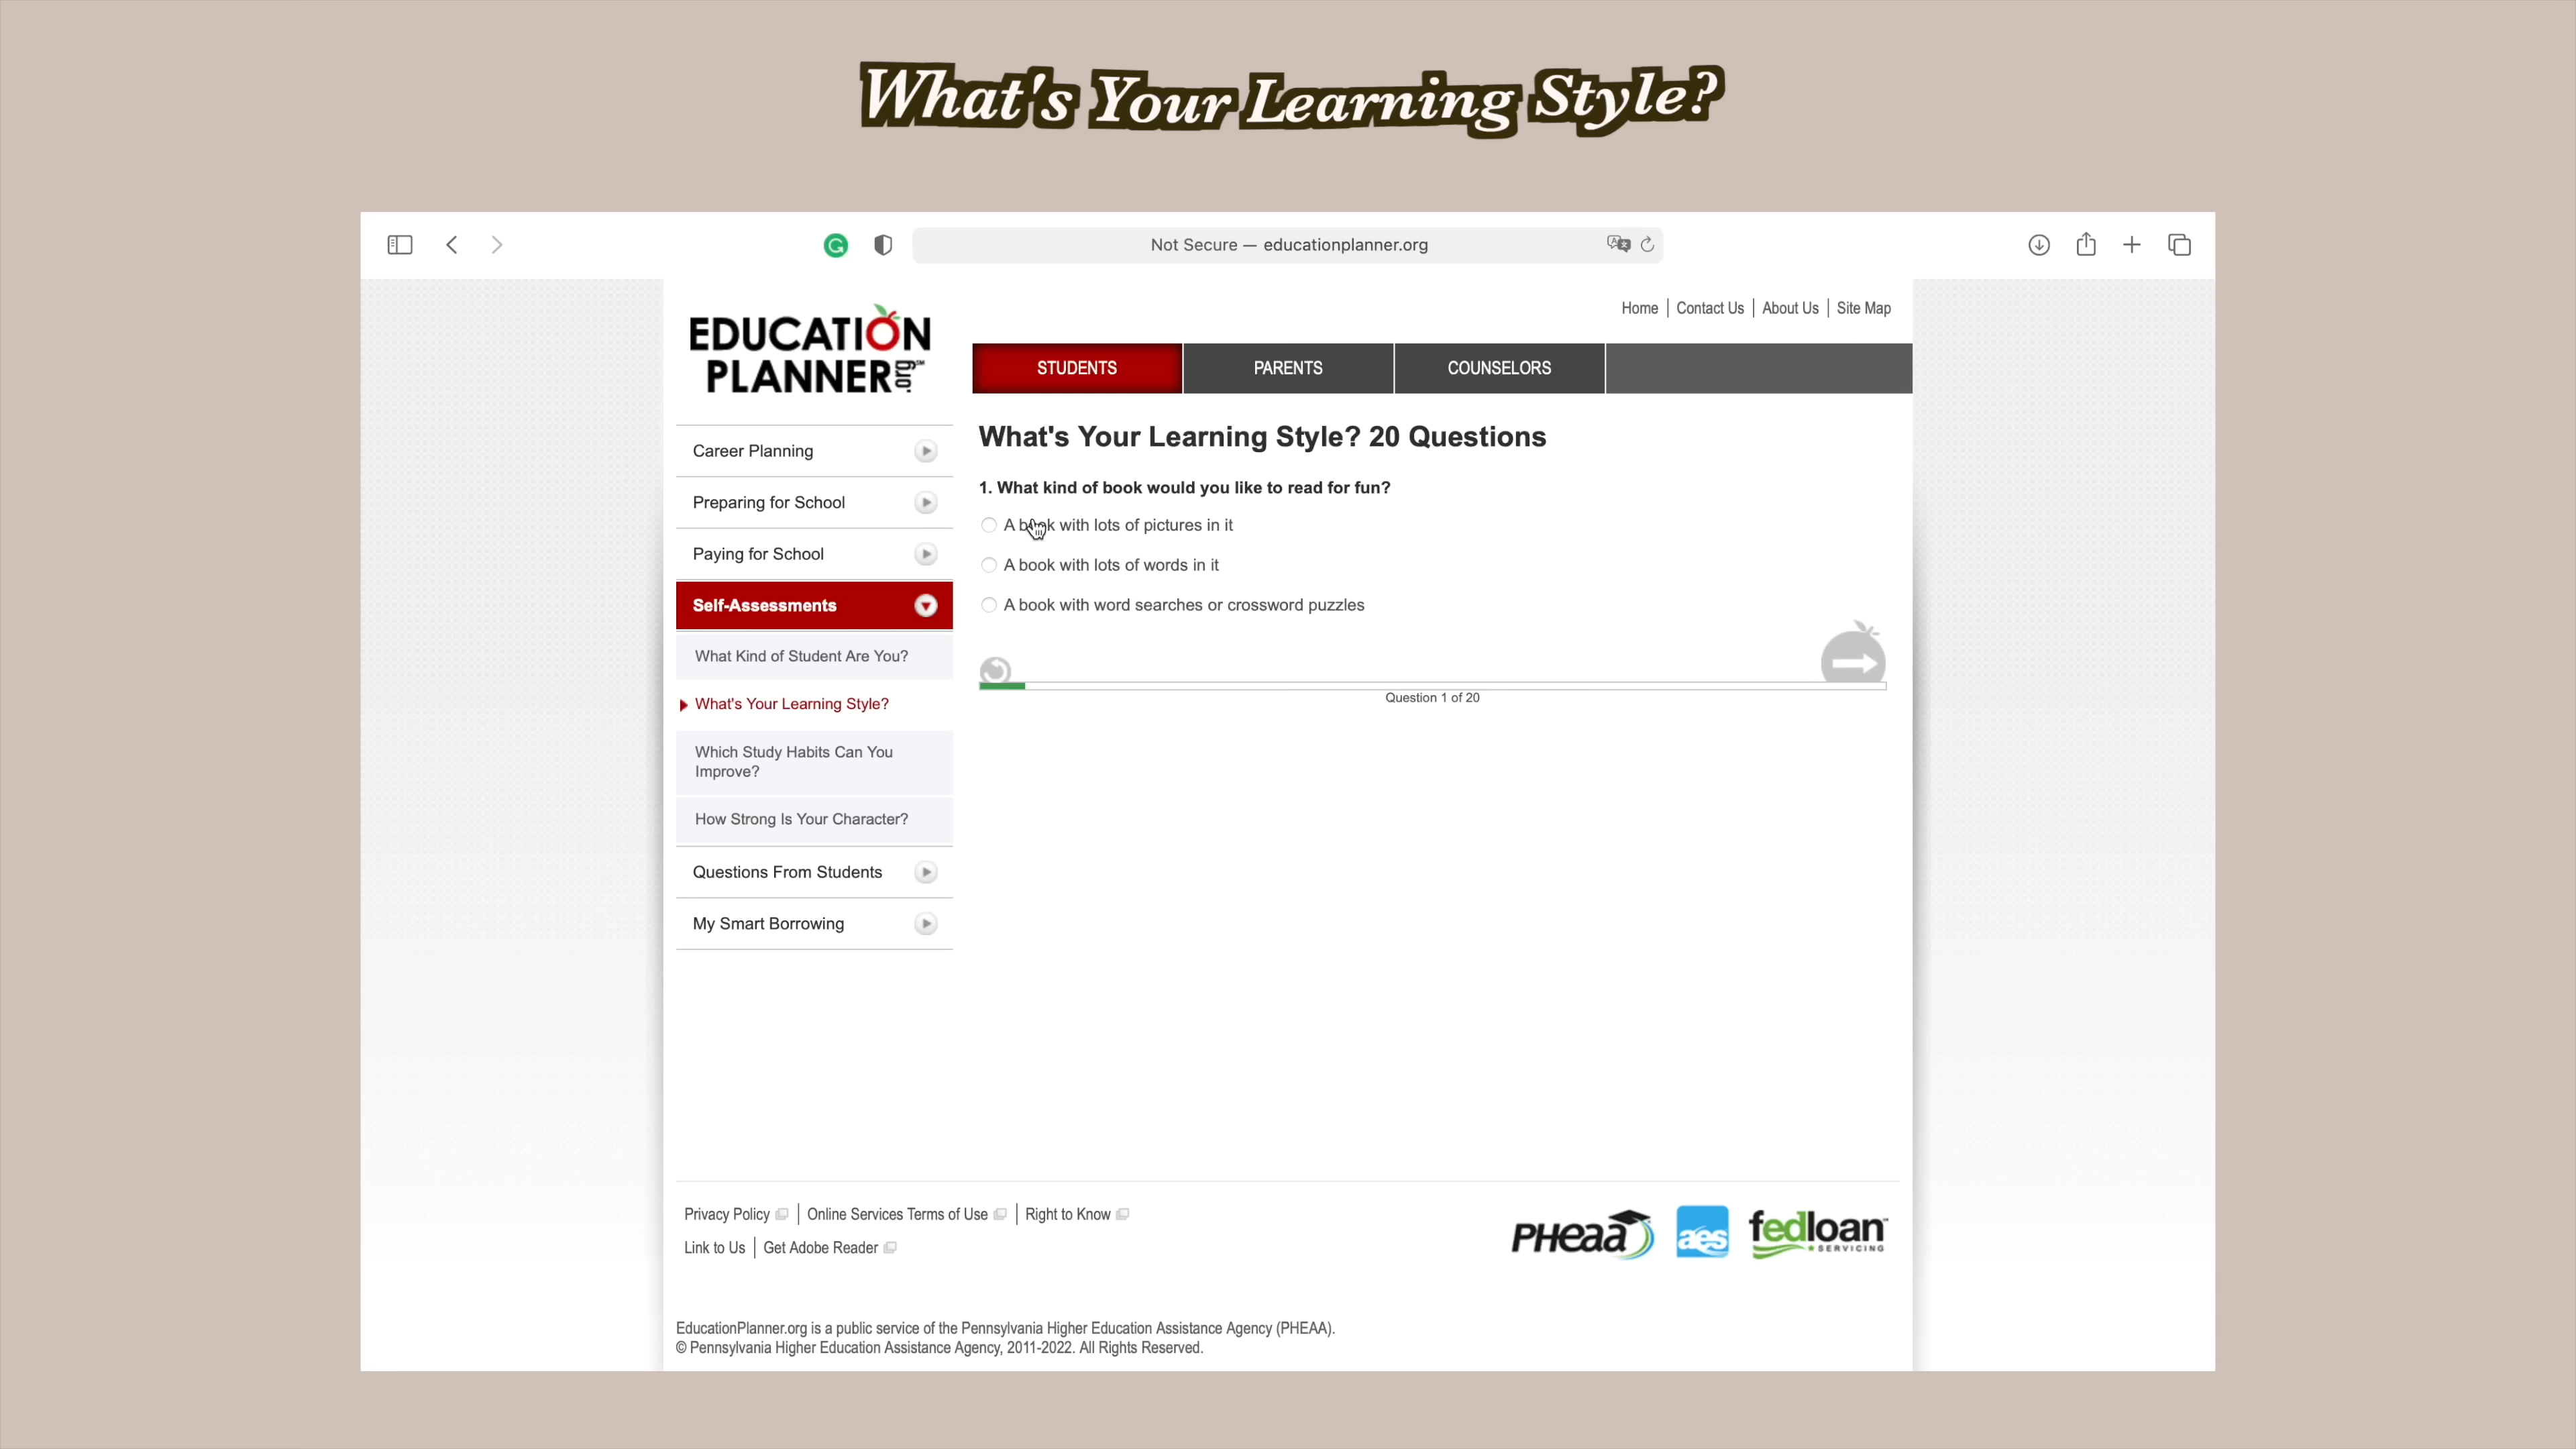 What's Your Learning Style?
Not Secure — educationplanner.org
Home | Contact Us | About Us | Site Map
EDUCATION
PLANNER.org℠
STUDENTS
PARENTS
COUNSELORS
What's Your Learning Style? 20 Questions
1. What kind of book would you like to read for fun?
A book with lots of pictures in it
A book with lots of words in it
A book with word searches or crossword puzzles
Question 1 of 20
Career Planning
Preparing for School
Paying for School
Self-Assessments
What Kind of Student Are You?
What's Your Learning Style?
Which Study Habits Can You
Improve?
How Strong Is Your Character?
Questions From Students
My Smart Borrowing
Privacy Policy | Online Services Terms of Use | Right to Know
Link to Us | Get Adobe Reader
PHEAA
aes
fedloan
SERVICING
EducationPlanner.org is a public service of the Pennsylvania Higher Education Assistance Agency (PHEAA).
© Pennsylvania Higher Education Assistance Agency, 2011-2022. All Rights Reserved.